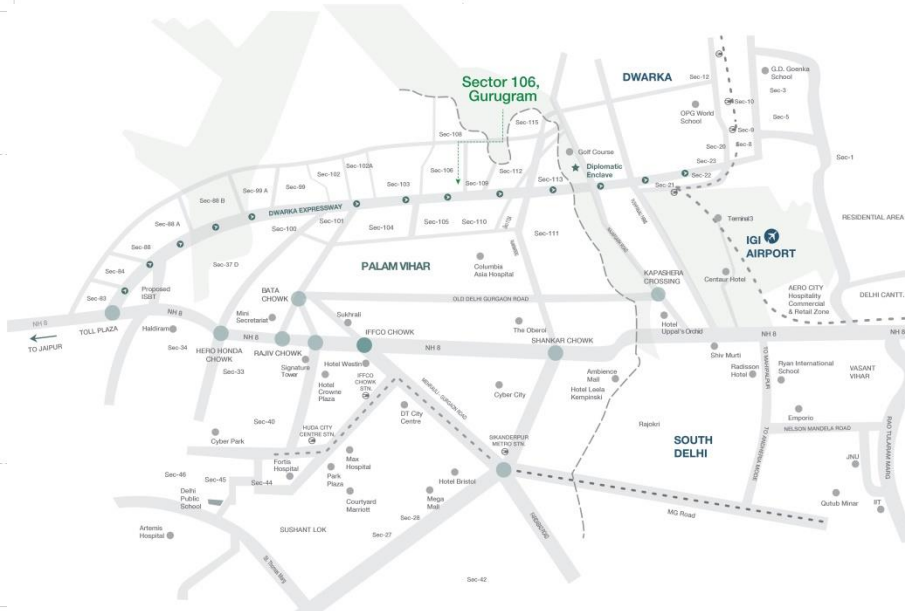 Sector 106,
Gurugram
DWARKA
Sec-12
G.D. Goenka
School
Sec-3
OPG World
School
Sec-10
Sec-5
Sec-9
Sec-8
Sec-20
Sec-23
Sec-22
Sec-21
Sec-1
Sec-115
Sec-108
Golf Course
Diplomatic
Enclave
Sec-102A
Sec-106
Sec-112
Sec-113
Sec-109
Sec-103
Sec-102
Sec-99
Sec-99 A
Sec-88 B
Sec-88 A
Sec-88
Sec-84
Sec-83
DWARKA EXPRESSWAY
Sec-100
Sec-101
Sec-104
Sec-105
Sec-110
Sec-111
Sec-37 D
RESIDENTIAL AREA
Terminal3
IGI
AIRPORT
PALAM VIHAR
Columbia
Asia Hospital
KAPASHERA
CROSSING
Centaur Hotel
AERO CITY
Hospitality
Commercial
& Retail Zone
DELHI CANTT.
Proposed
ISBT
BATA
CHOWK
OLD DELHI GURGAON ROAD
Mini
Secretariat
Sukhrali
The Oberoi
Hotel
Uppal's Orchid
NH 8
TOLL PLAZA
NH 8
TO JAIPUR
Haldiram
HERO HONDA
CHOWK
NH 8
RAJIV CHOWK
IFFCO CHOWK
NH 8
SHANKAR CHOWK
NH 8
Sec-34
Sec-33
Signature
Tower
Hotel Westin
Hotel
Crowne
Plaza
IFFCO
CHOWK
STN.
Shiv Murti
Radisson
Hotel
Ryan International
School
VASANT
VIHAR
Ambience
Mall
Hotel Leela
Kempinski
Cyber City
MEHRAULI - GURGAON ROAD
DT City
Centre
Emporio
NELSON MANDELA ROAD
RAO TULARAM MARG
Rajokri
SOUTH
DELHI
Sec-40
HUDA CITY
CENTRE STN.
Cyber Park
SIKANDERPUR
METRO STN.
Fortis
Hospital
Max
Hospital
Park
Plaza
Hotel Bristol
JNU
Sec-46
Sec-45
Sec-44
Delhi
Public
School
Courtyard
Marriott
Mega
Mall
Qutub Minar
IIT
MG Road
Artemis
Hospital
SUSHANT LOK
Sec-28
Sec-27
Sec-42